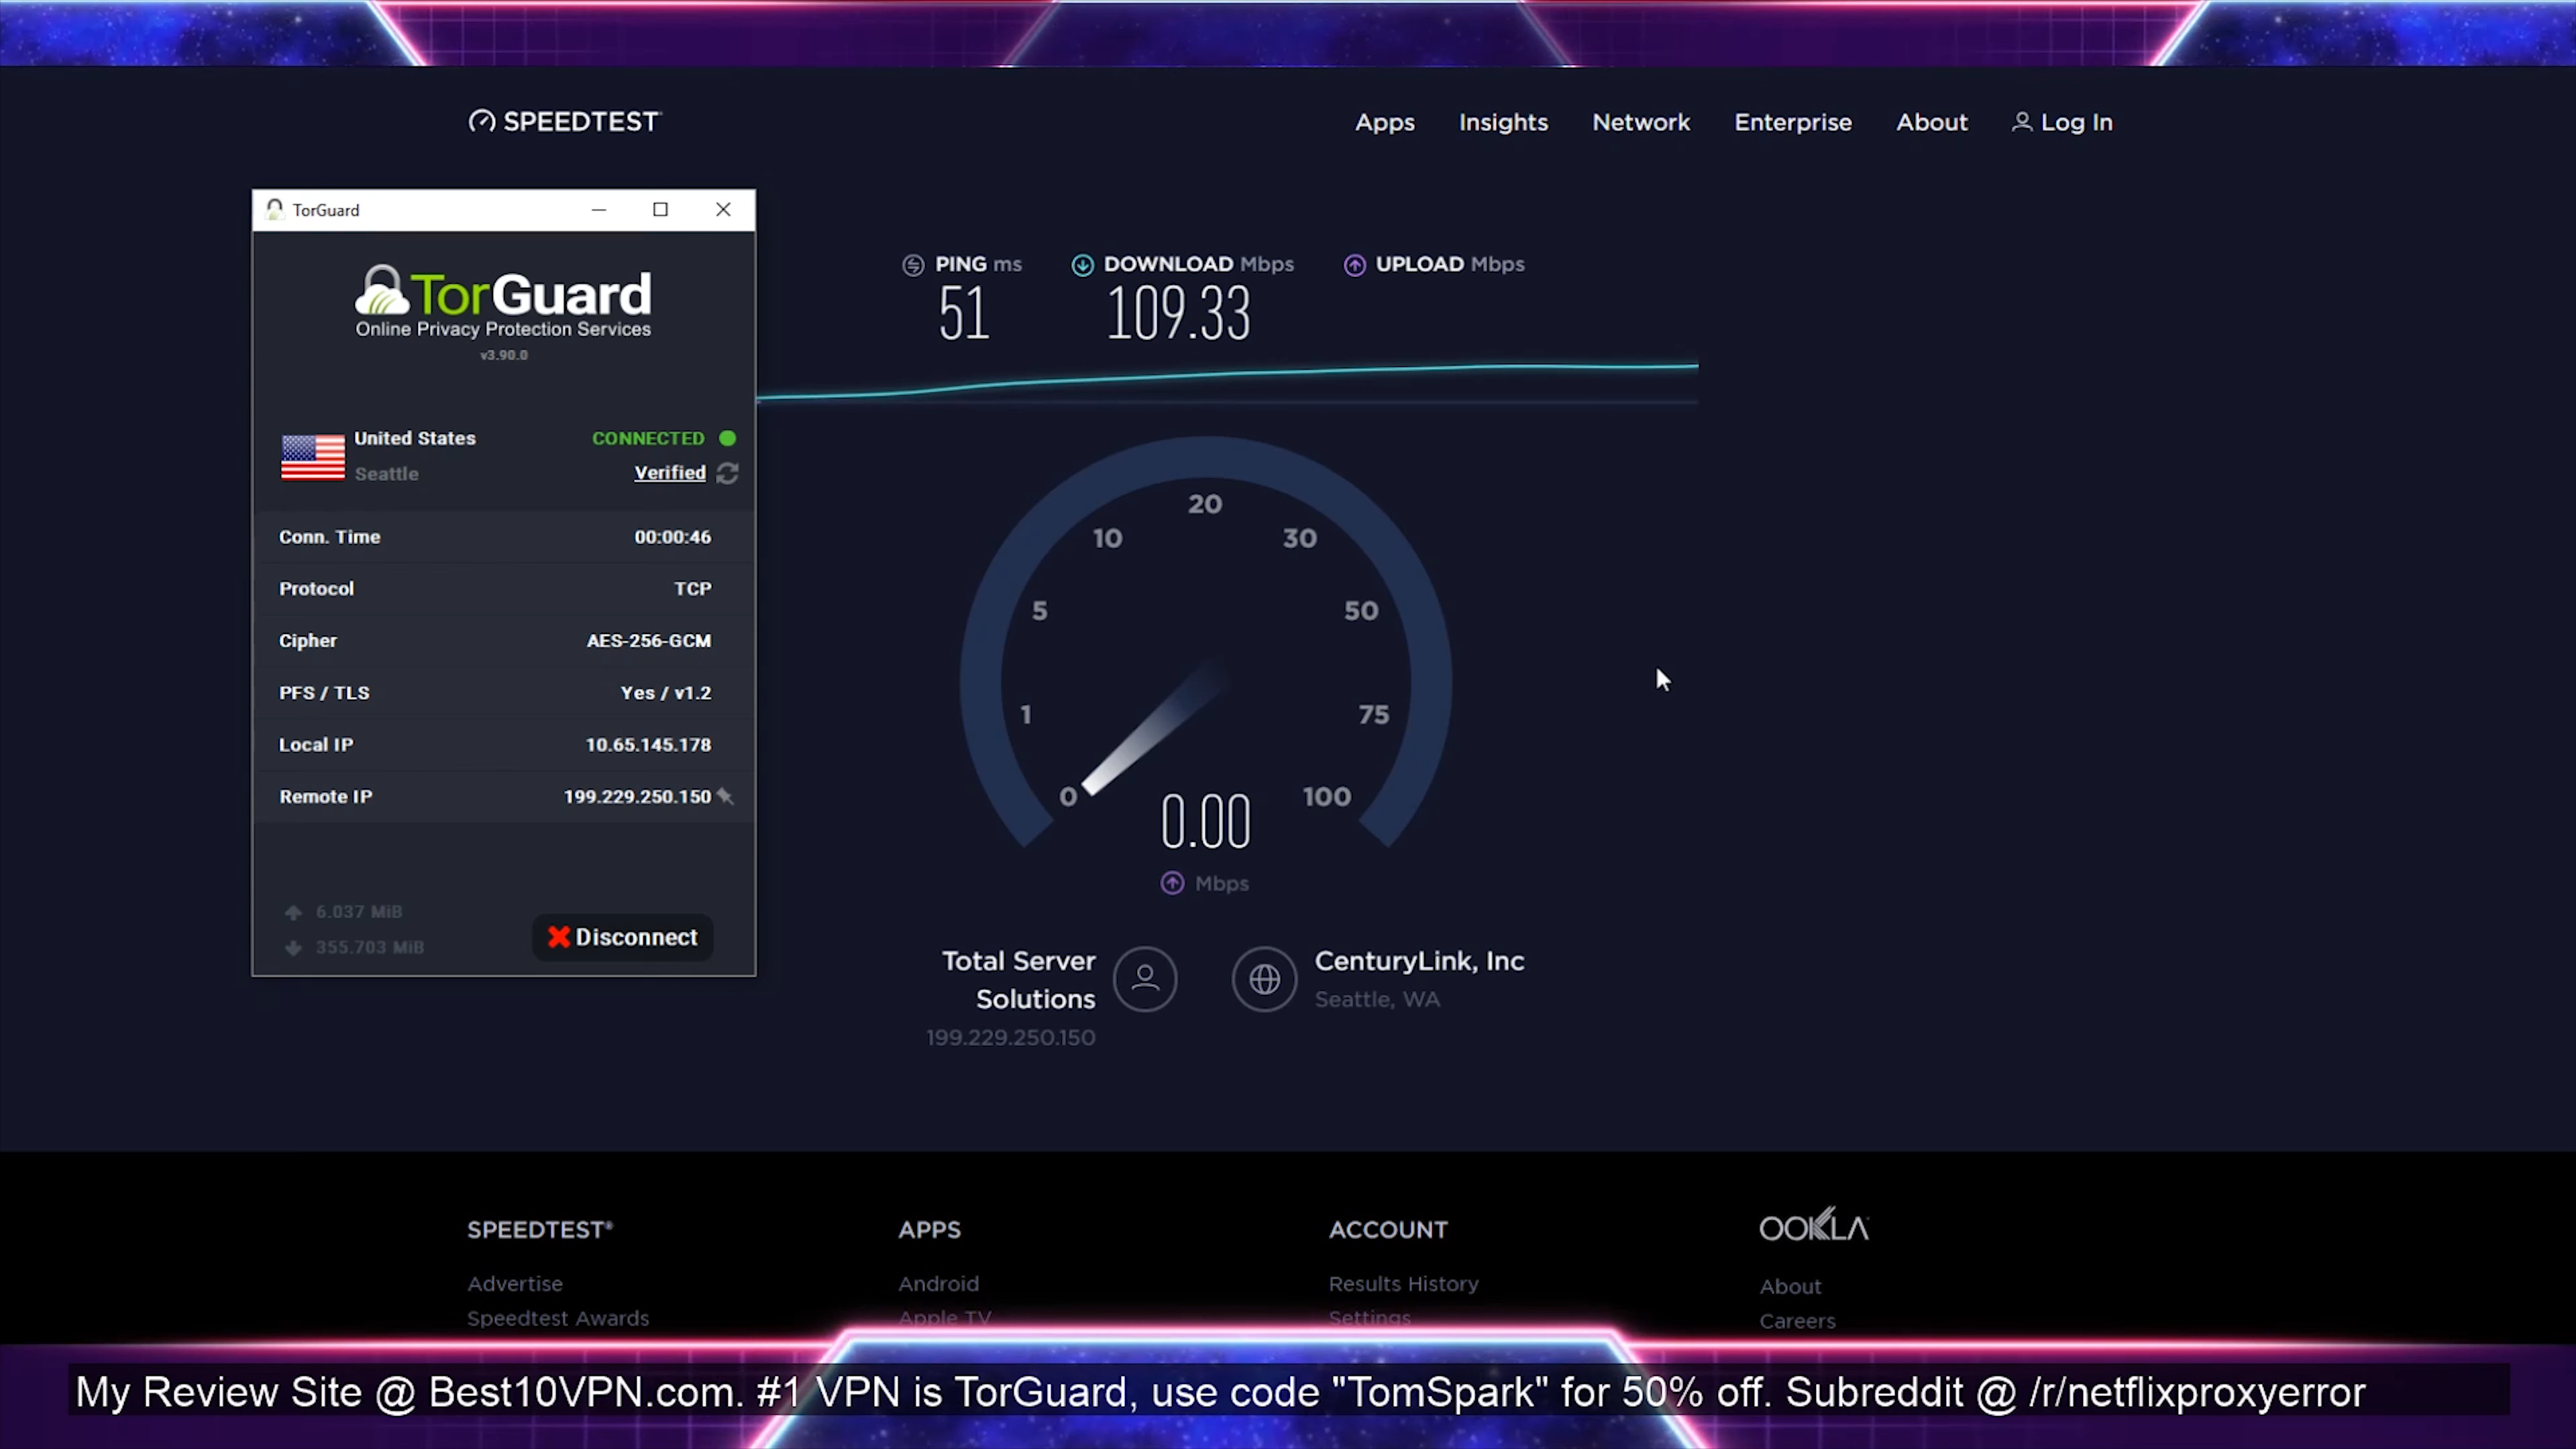 SPEEDTEST
Apps Insights Network Enterprise About Log In
TorGuard
TorGuard
Online Privacy Protection Services
v3.90.0
United States CONNECTED
Seattle Verified
Conn. Time 00:00:46
Protocol TCP
Cipher AES-256-GCM
PFS / TLS Yes / v1.2
Local IP 10.65.145.178
Remote IP 199.229.250.150
6.037 MiB
355.703 MiB
Disconnect
PING ms DOWNLOAD Mbps UPLOAD Mbps
51 109.33
0
1
5
10
20
30
50
75
100
0.00
Mbps
Total Server
Solutions
199.229.250.150
CenturyLink, Inc
Seattle, WA
SPEEDTEST®
Advertise
Speedtest Awards
APPS
Android
Apple TV
ACCOUNT
Results History
Settings
OOKLA
About
Careers
My Review Site @ Best10VPN.com. #1 VPN is TorGuard, use code "TomSpark" for 50% off. Subreddit @ /r/netflixproxyerror